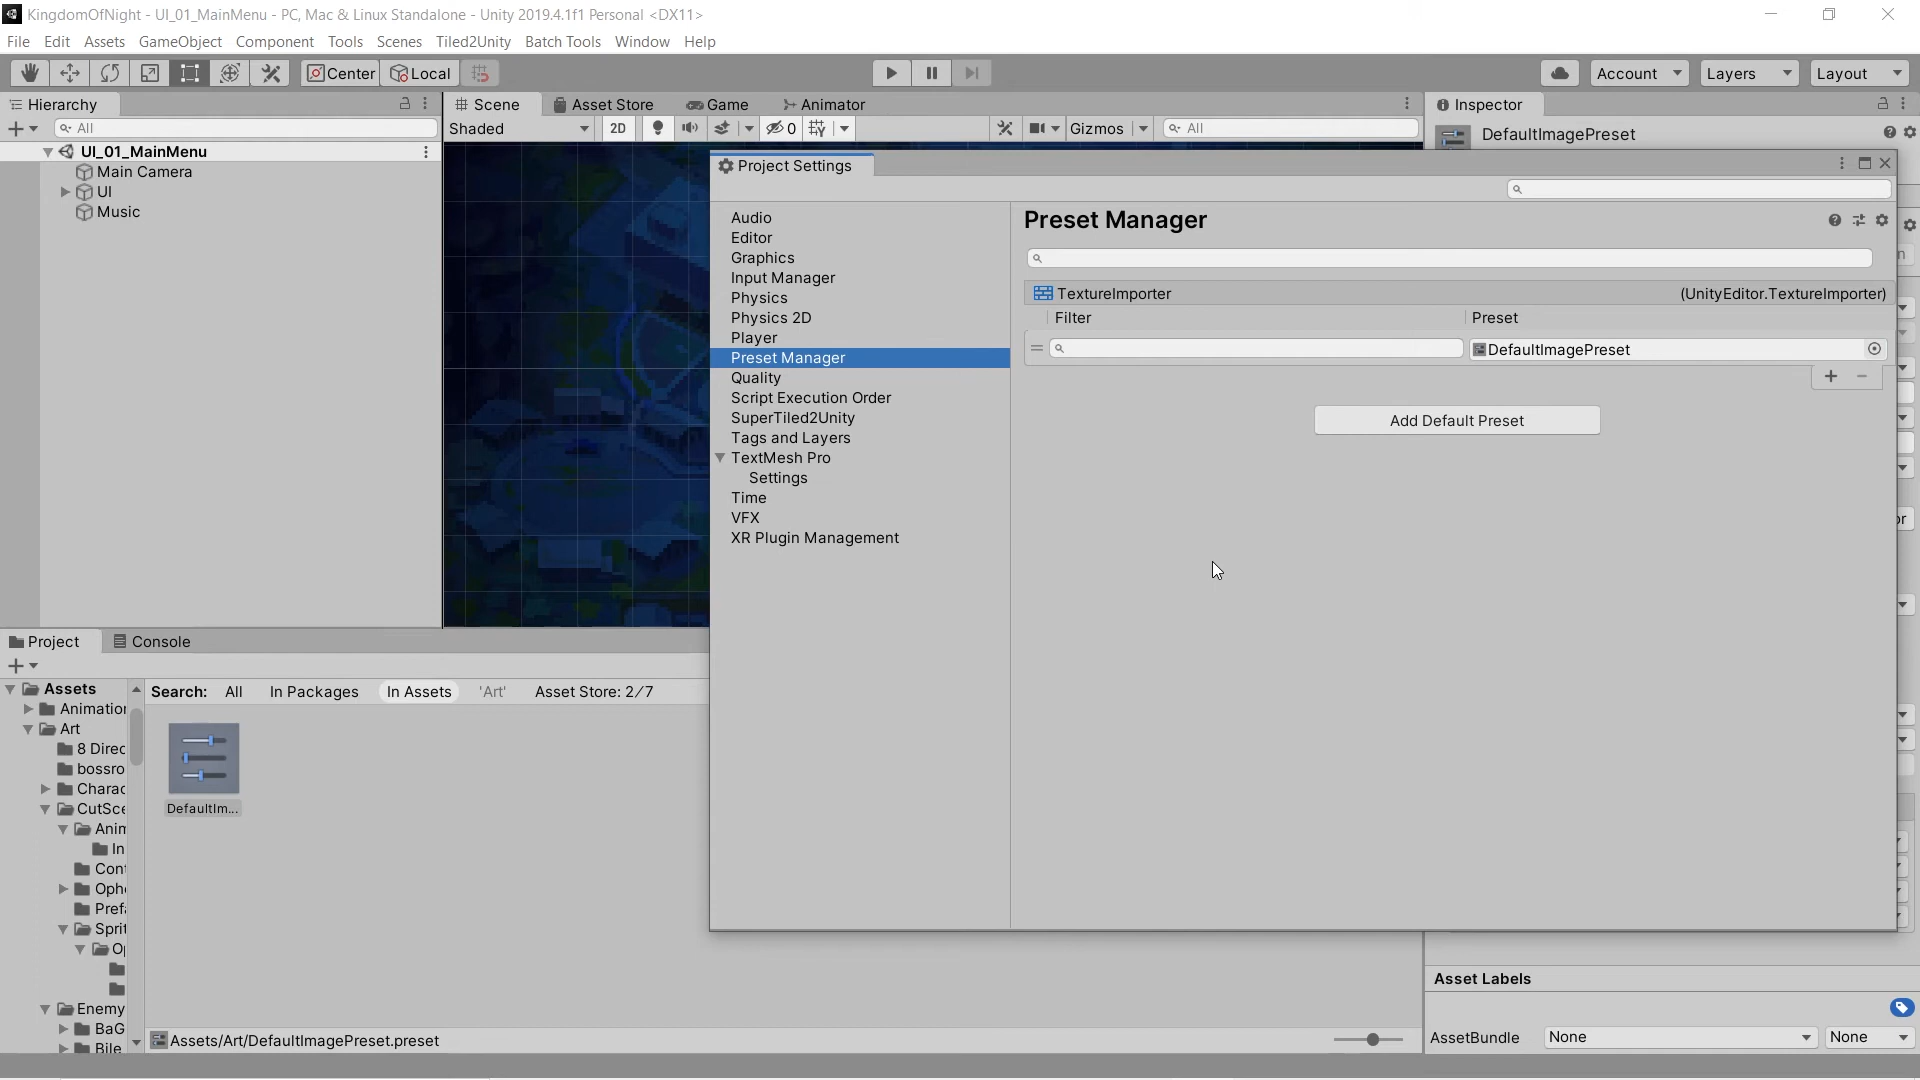 KingdomOfNight - UI_01_MainMenu - PC, Mac & Linux Standalone - Unity 2019.4.1f1 Personal <DX11>
File Edit Assets GameObject Component Tools Scenes Tiled2Unity Batch Tools Window Help
Center Local Account Layers Layout
Hierarchy
All
UI_01_MainMenu
Main Camera
UI
Music
Scene Asset Store Game Animator
Shaded 2D 0 Gizmos All
Inspector
DefaultImagePreset
Project Settings
Audio
Editor
Graphics
Input Manager
Physics
Physics 2D
Player
Preset Manager
Quality
Script Execution Order
SuperTiled2Unity
Tags and Layers
TextMesh Pro
Settings
Time
VFX
XR Plugin Management
Preset Manager
TextureImporter (UnityEditor.TextureImporter)
Filter Preset
DefaultImagePreset
Add Default Preset
Project Console
Assets
Animation
Art
8 Direc
bossro
Charac
CutSce
Anim
In
Cont
Oph
Prefa
Sprit
O
Enemy
BaG
Bile
Search: All In Packages In Assets 'Art' Asset Store: 2/7
DefaultIm...
Assets/Art/DefaultImagePreset.preset
Asset Labels
AssetBundle None None